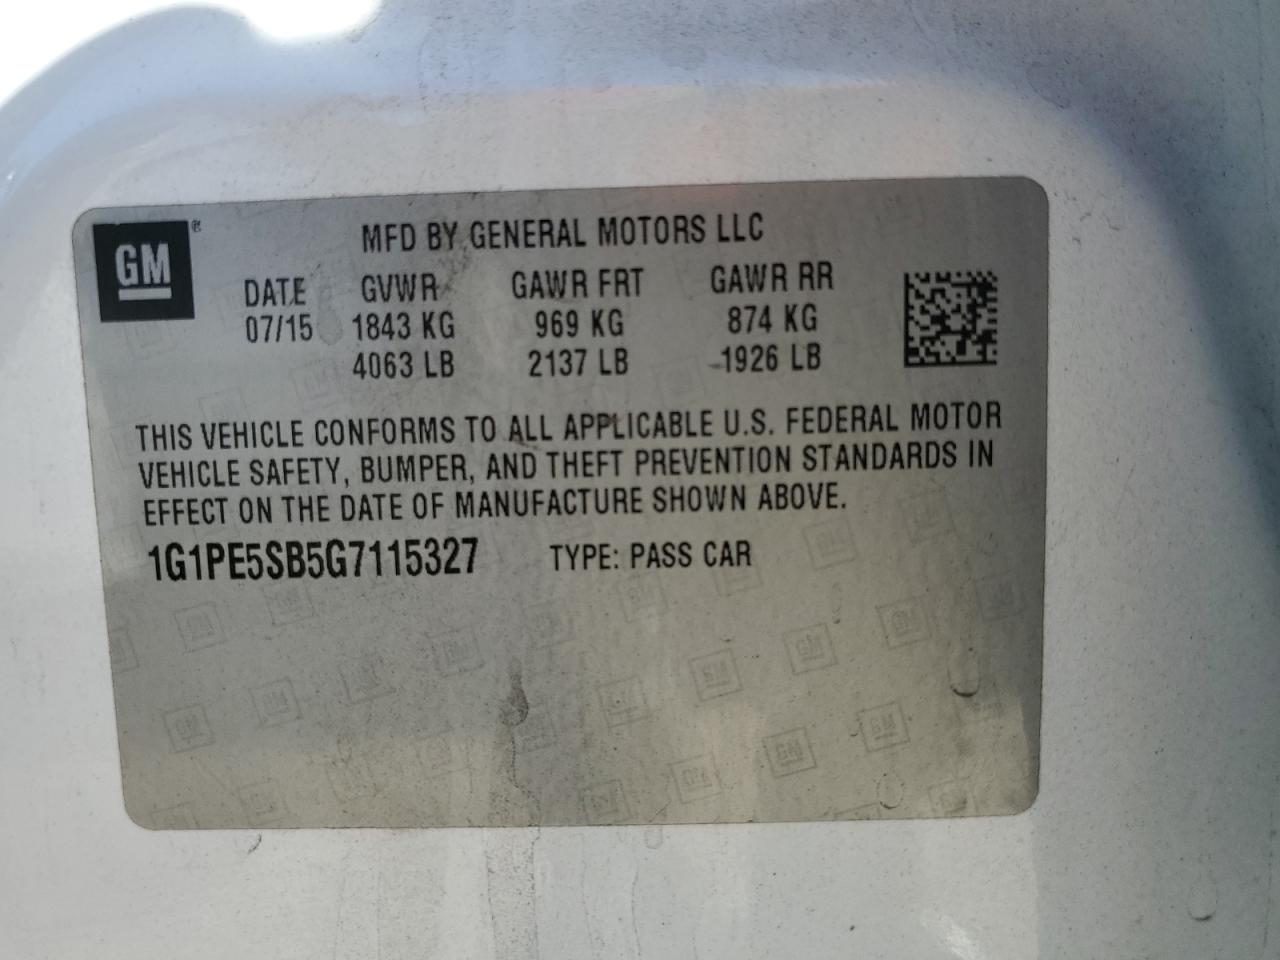 GM ®
MFD BY GENERAL MOTORS LLC
DATE GVWR GAWR FRT GAWR RR
07/15 1843 KG 969 KG 874 KG
4063 LB 2137 LB 1926 LB
THIS VEHICLE CONFORMS TO ALL APPLICABLE U.S. FEDERAL MOTOR
VEHICLE SAFETY, BUMPER, AND THEFT PREVENTION STANDARDS IN
EFFECT ON THE DATE OF MANUFACTURE SHOWN ABOVE.
1G1PE5SB5G7115327 TYPE: PASS CAR